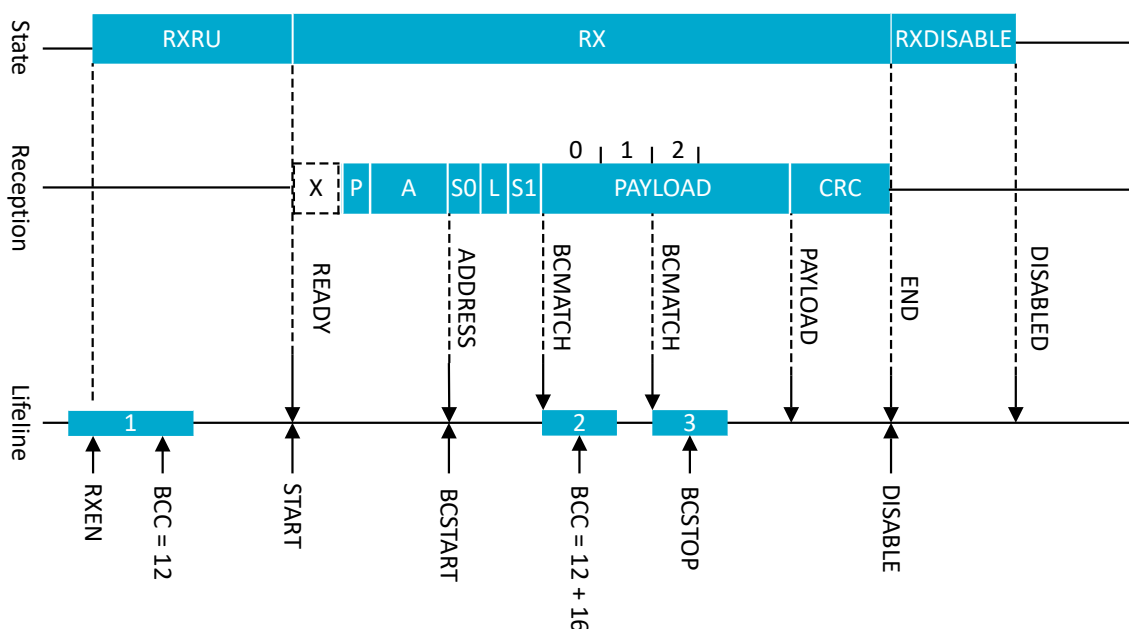 State
RXRU
RX
RXDISABLE
Reception
0
1
2
X
P
A
S0
L
S1
PAYLOAD
CRC
READY
ADDRESS
BCMATCH
BCMATCH
PAYLOAD
END
DISABLED
Lifeline
1
2
3
RXEN
BCC = 12
START
BCSTART
BCC = 12 + 16
BCSTOP
DISABLE